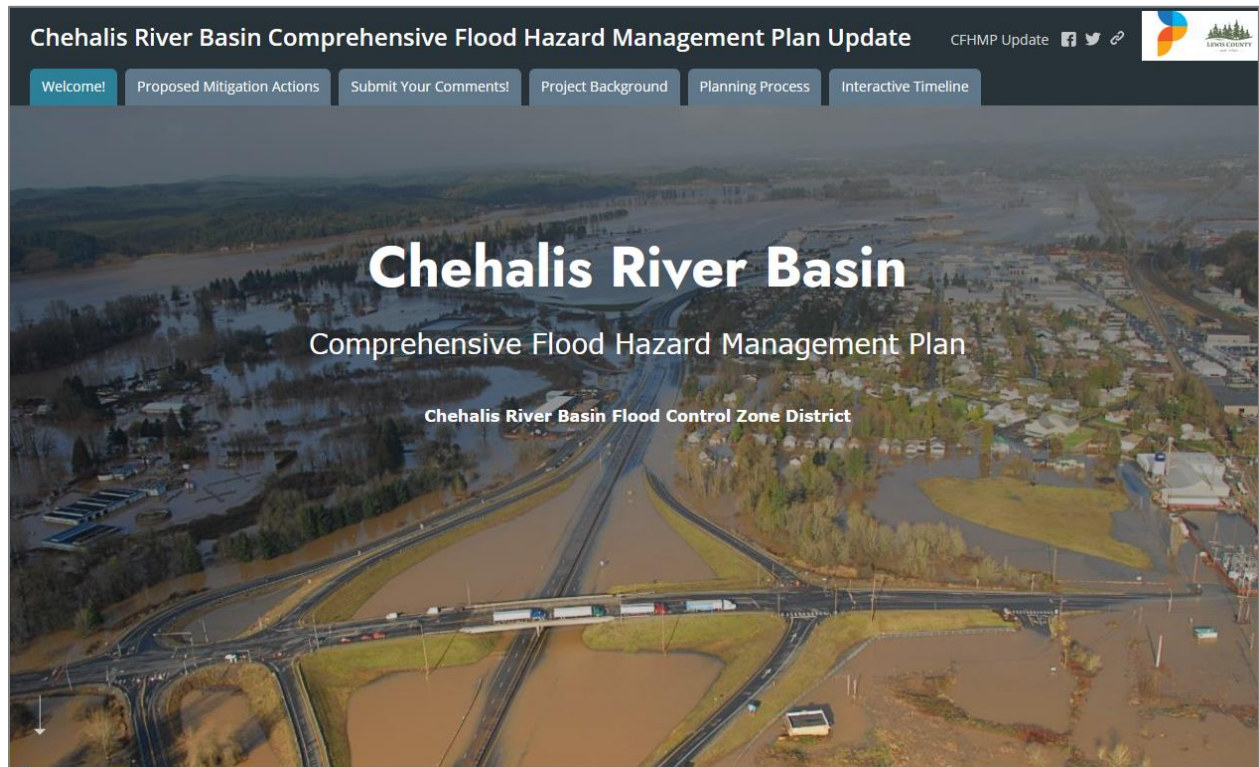 Chehalis River Basin Comprehensive Flood Hazard Management Plan Update
CFHMP Update
LEWIS COUNTY
Welcome!
Proposed Mitigation Actions
Submit Your Comments!
Project Background
Planning Process
Interactive Timeline
Chehalis River Basin
Comprehensive Flood Hazard Management Plan
Chehalis River Basin Flood Control Zone District